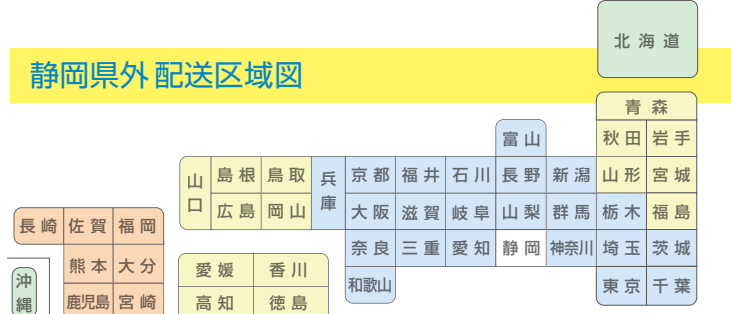 北海道
静岡県外 配送区域図
青森
富山 秋田 岩手
山口 島根 鳥取 兵庫 京都 福井 石川 長野 新潟 山形 宮城
広島 岡山 大阪 滋賀 岐阜 山梨 群馬 栃木 福島
長崎 佐賀 福岡 奈良 三重 愛知 静岡 神奈川 埼玉 茨城
沖縄 熊本 大分 愛媛 香川 和歌山 東京 千葉
鹿児島 宮崎 高知 徳島